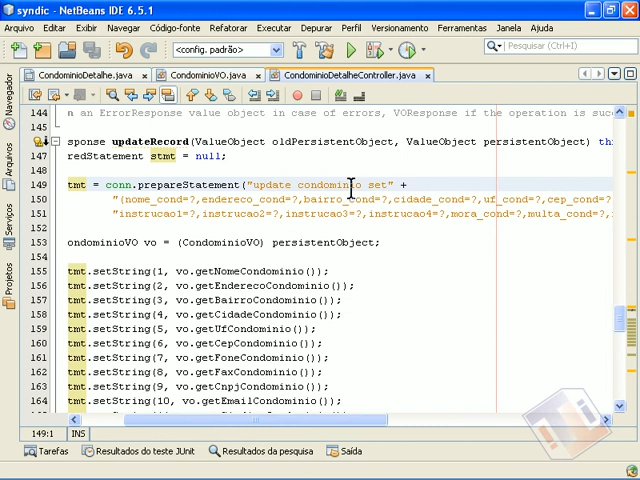 syndic - NetBeans IDE 6.5.1
Arquivo Editar Exibir Navegar Código-fonte Refatorar Executar Depurar Perfil Versionamento Ferramentas Janela Ajuda
<config. padrão>
Pesquisar (Ctrl+I)
CondominioDetalhe.java
CondominioVO.java
CondominioDetalheController.java
Navegador
Arquivos
Serviços
Projetos
144 n an ErrorResponse value object in case of errors, VOResponse if the operation is succ
145
sponse updateRecord(ValueObject oldPersistentObject, ValueObject persistentObject) thr
147 redStatement stmt = null;
148
149 tmt = conn.prepareStatement("update condominio set" +
150 "(nome_cond=?,endereco_cond=?,bairro_cond=?,cidade_cond=?,uf_cond=?,cep_cond=?
151 "instrucao1=?,instrucao2=?,instrucao3=?,instrucao4=?,mora_cond=?,multa_cond=?,
152
153 ondominioVO vo = (CondominioVO) persistentObject;
154
155 tmt.setString(1, vo.getNomeCondominio());
156 tmt.setString(2, vo.getEnderecoCondominio());
157 tmt.setString(3, vo.getBairroCondominio());
158 tmt.setString(4, vo.getCidadeCondominio());
159 tmt.setString(5, vo.getUfCondominio());
160 tmt.setString(6, vo.getCepCondominio());
161 tmt.setString(7, vo.getFoneCondominio());
162 tmt.setString(8, vo.getFaxCondominio());
163 tmt.setString(9, vo.getCnpjCondominio());
164 tmt.setString(10, vo.getEmailCondominio());
149:1 INS
Tarefas Resultados do teste JUnit Resultados da pesquisa Saída